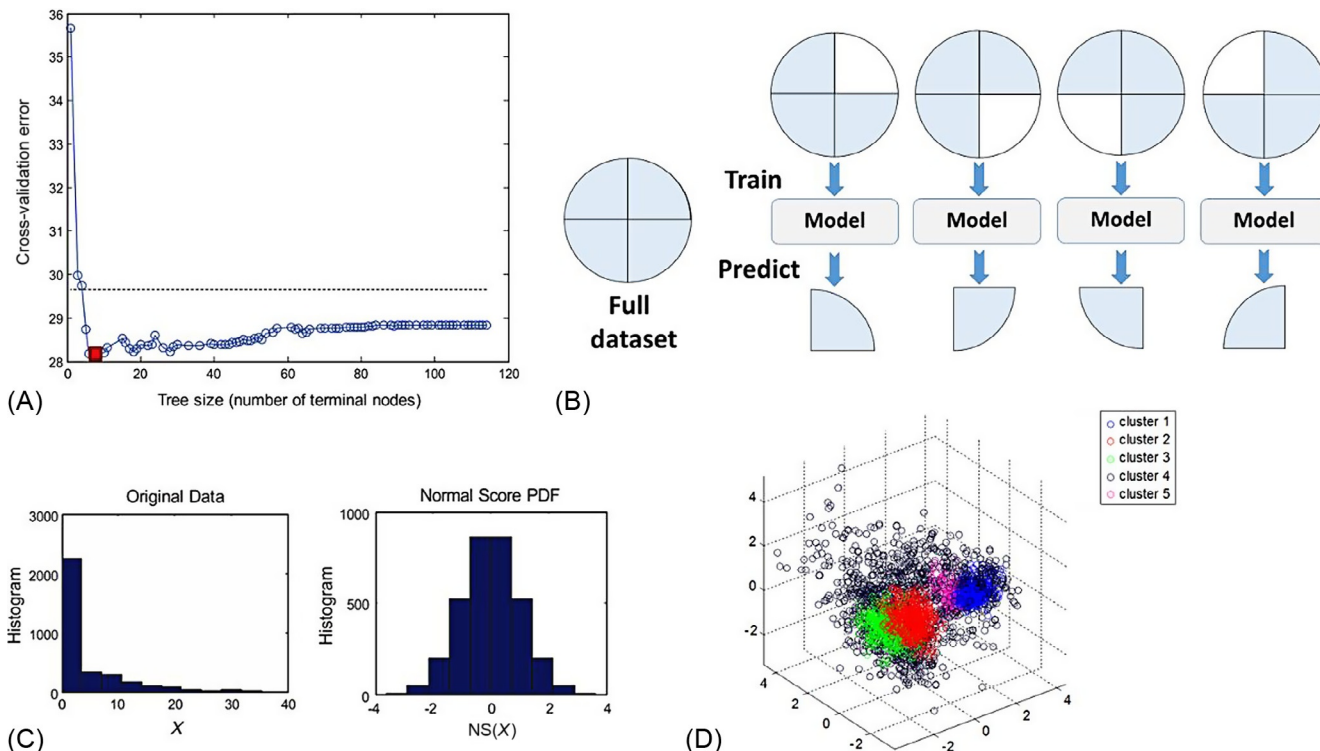 36
35
36
33
32
31
30
29
28
0
20
40
60
80
100
120
Cross-validation error
Tree size (number of terminal nodes)
(A)
Full
dataset
Train
Model
Model
Model
Model
Predict
(B)
Original Data
3000
2000
1000
0
0
10
20
30
40
Histogram
X
Normal Score PDF
1000
500
0
-4
-2
0
2
4
Histogram
NS(X)
(C)
cluster 1
cluster 2
cluster 3
cluster 4
cluster 5
4
2
0
-2
4
2
0
-2
-2
0
2
4
(D)